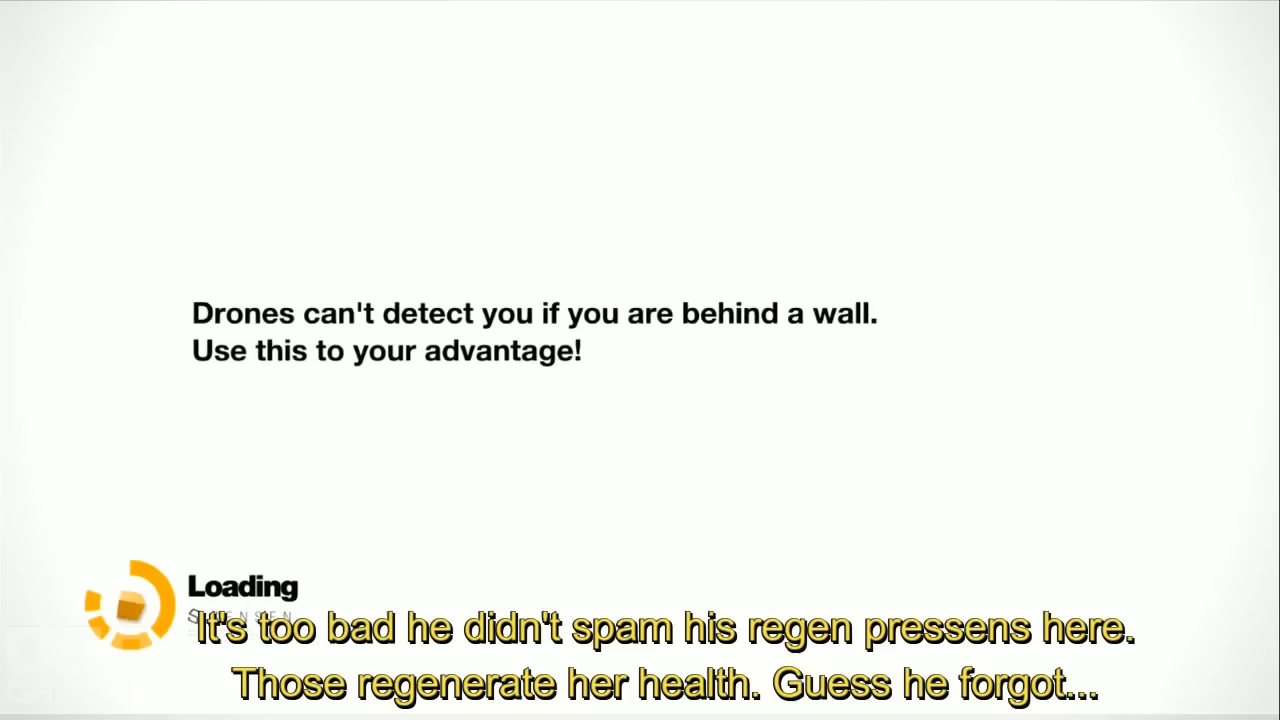 Drones can't detect you if you are behind a wall.
Use this to your advantage!
Loading
It's too bad he didn't spam his regen pressens here.
Those regenerate her health. Guess he forgot...